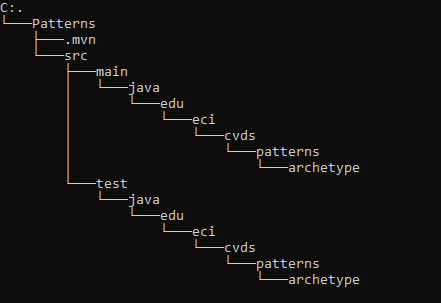 C:.
└───Patterns
    ├───.mvn
    └───src
        ├───main
        │   └───java
        │       └───edu
        │           └───eci
        │               └───cvds
        │                   └───patterns
        │                       └───archetype
        └───test
            └───java
                └───edu
                    └───eci
                        └───cvds
                            └───patterns
                                └───archetype